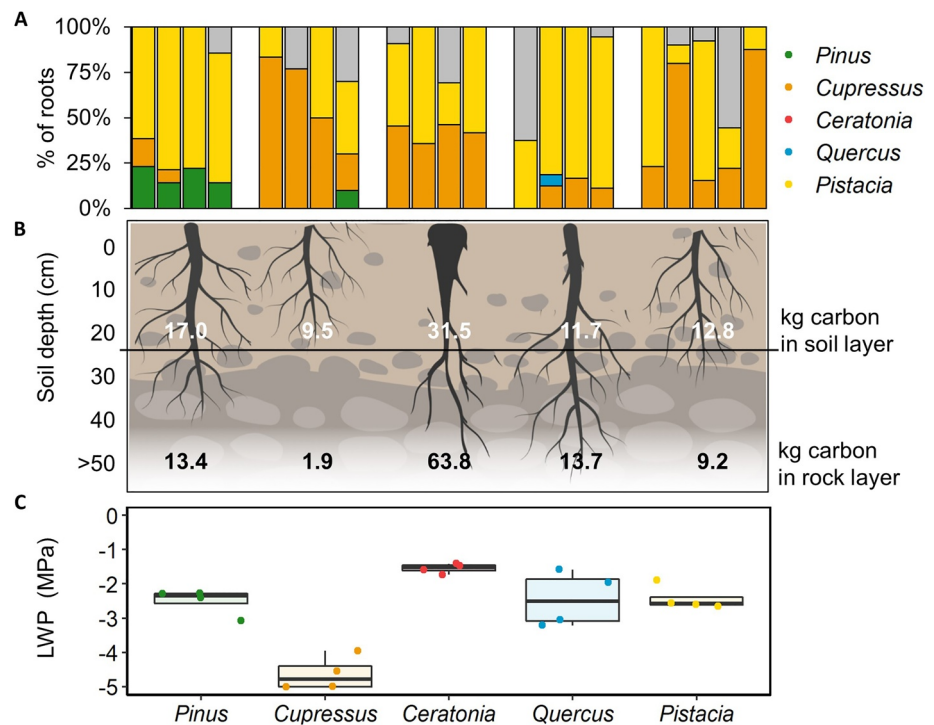 A
100%
75%
50%
25%
0%
% of roots
Pinus
Cupressus
Ceratonia
Quercus
Pistacia
B
Soil depth (cm)
0
10
20
30
40
>50
17.0 9.5 31.5 11.7 12.8
kg carbon
in soil layer
13.4 1.9 63.8 13.7 9.2
kg carbon
in rock layer
C
LWP (MPa)
0
-1
-2
-3
-4
-5
Pinus Cupressus Ceratonia Quercus Pistacia